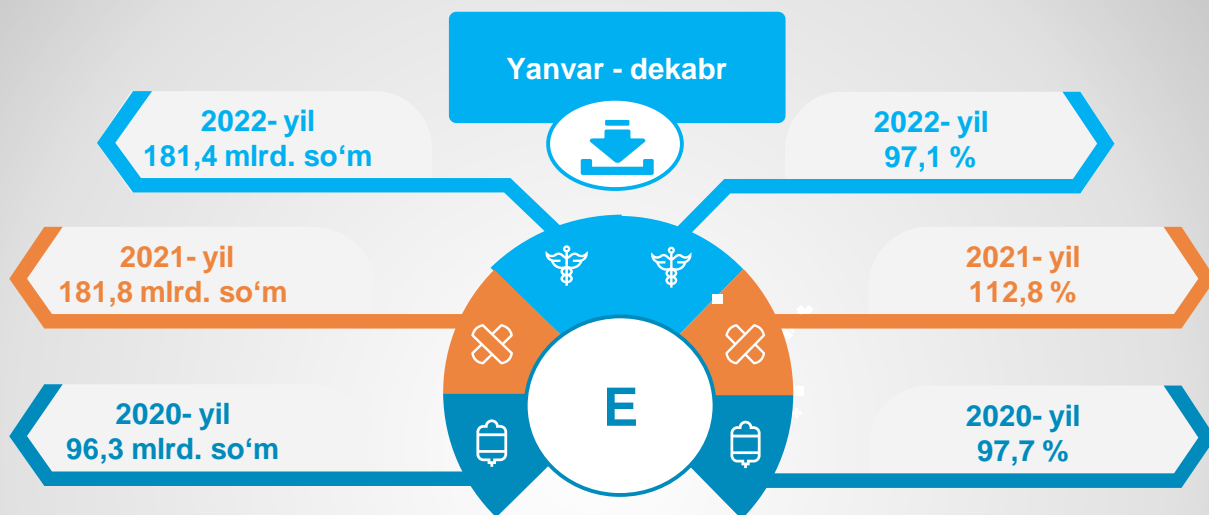 Yanvar - dekabr
2022- yil
181,4 mlrd. so‘m
2022- yil
97,1 %
2021- yil
181,8 mlrd. so‘m
2021- yil
112,8 %
E
2020- yil
96,3 mlrd. so‘m
2020- yil
97,7 %